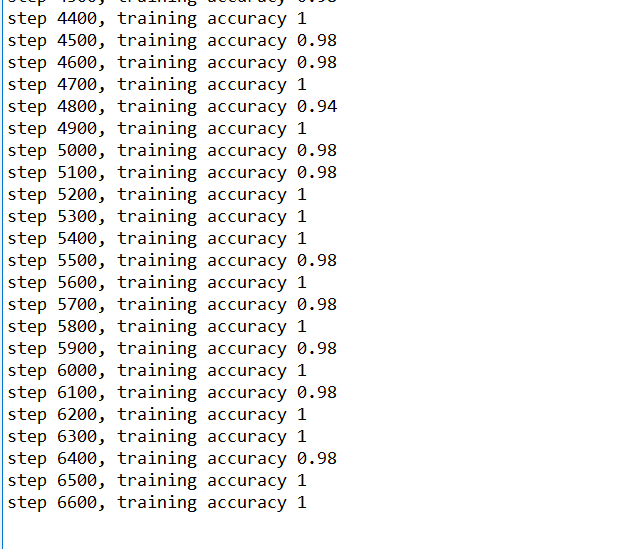 step 4300, training accuracy 0.98
step 4400, training accuracy 1
step 4500, training accuracy 0.98
step 4600, training accuracy 0.98
step 4700, training accuracy 1
step 4800, training accuracy 0.94
step 4900, training accuracy 1
step 5000, training accuracy 0.98
step 5100, training accuracy 0.98
step 5200, training accuracy 1
step 5300, training accuracy 1
step 5400, training accuracy 1
step 5500, training accuracy 0.98
step 5600, training accuracy 1
step 5700, training accuracy 0.98
step 5800, training accuracy 1
step 5900, training accuracy 0.98
step 6000, training accuracy 1
step 6100, training accuracy 0.98
step 6200, training accuracy 1
step 6300, training accuracy 1
step 6400, training accuracy 0.98
step 6500, training accuracy 1
step 6600, training accuracy 1